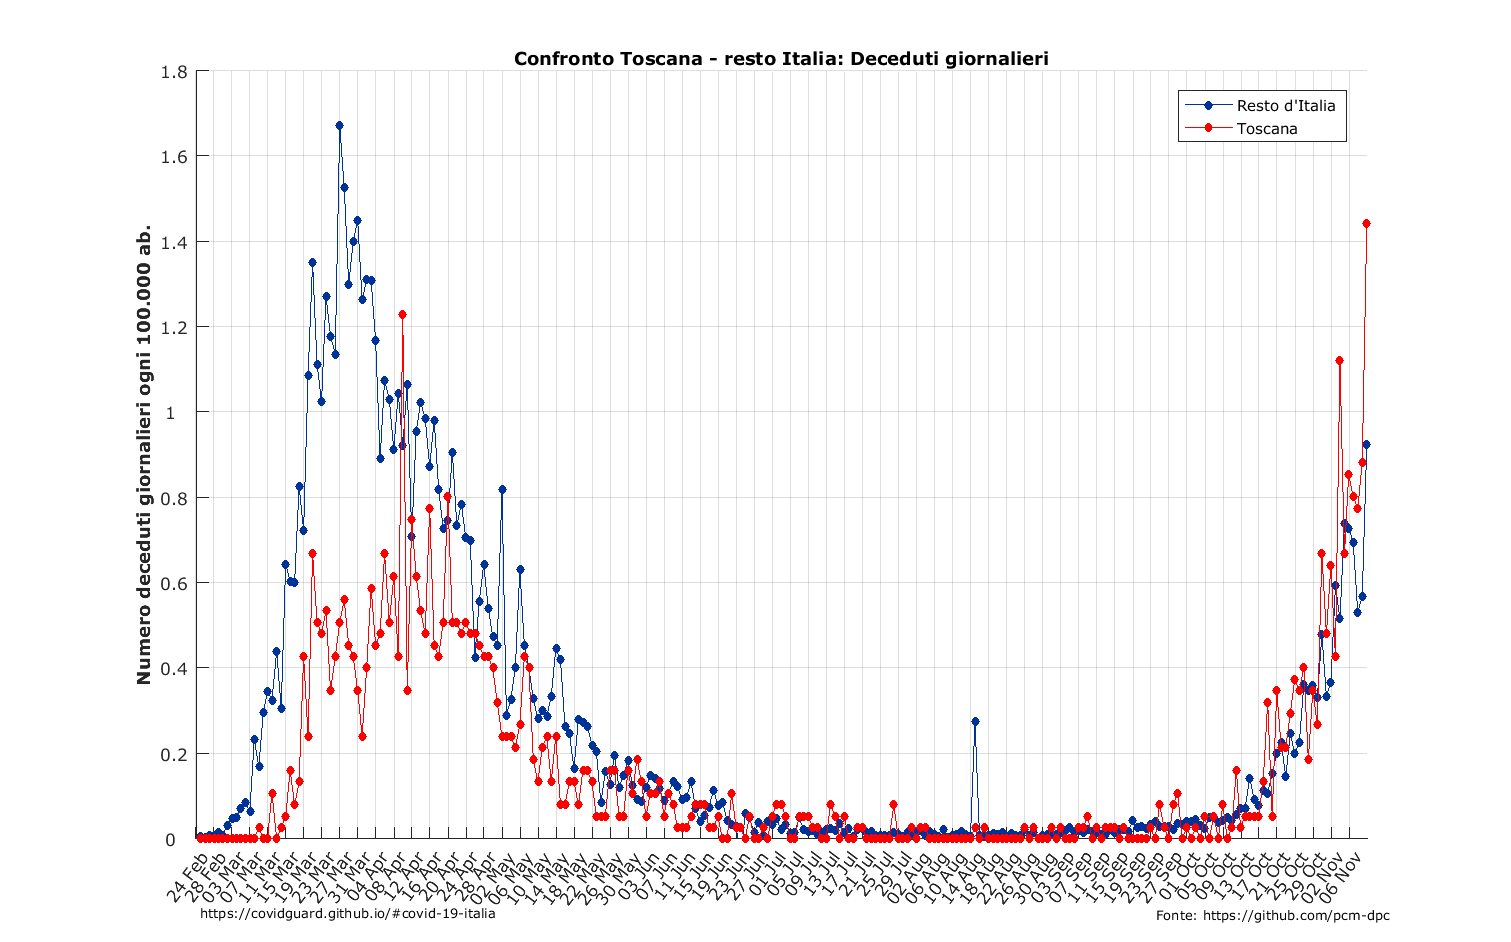 Confronto Toscana - resto Italia: Deceduti giornalieri
Resto d'Italia
Toscana
Numero deceduti giornalieri ogni 100.000 ab.
1.8
1.6
1.4
1.2
1
0.8
0.6
0.4
0.2
0
24 Feb
28 Feb
03 Mar
07 Mar
11 Mar
15 Mar
19 Mar
23 Mar
27 Mar
31 Mar
04 Apr
08 Apr
12 Apr
16 Apr
20 Apr
24 Apr
28 Apr
02 May
06 May
10 May
14 May
18 May
22 May
26 May
30 May
03 Jun
07 Jun
11 Jun
15 Jun
19 Jun
23 Jun
27 Jun
01 Jul
05 Jul
09 Jul
13 Jul
17 Jul
21 Jul
25 Jul
29 Jul
02 Aug
06 Aug
10 Aug
14 Aug
18 Aug
22 Aug
26 Aug
30 Aug
03 Sep
07 Sep
11 Sep
15 Sep
19 Sep
23 Sep
27 Sep
01 Oct
05 Oct
09 Oct
13 Oct
17 Oct
21 Oct
25 Oct
29 Oct
02 Nov
06 Nov
https://covidguard.github.io/#covid-19-italia
Fonte: https://github.com/pcm-dpc